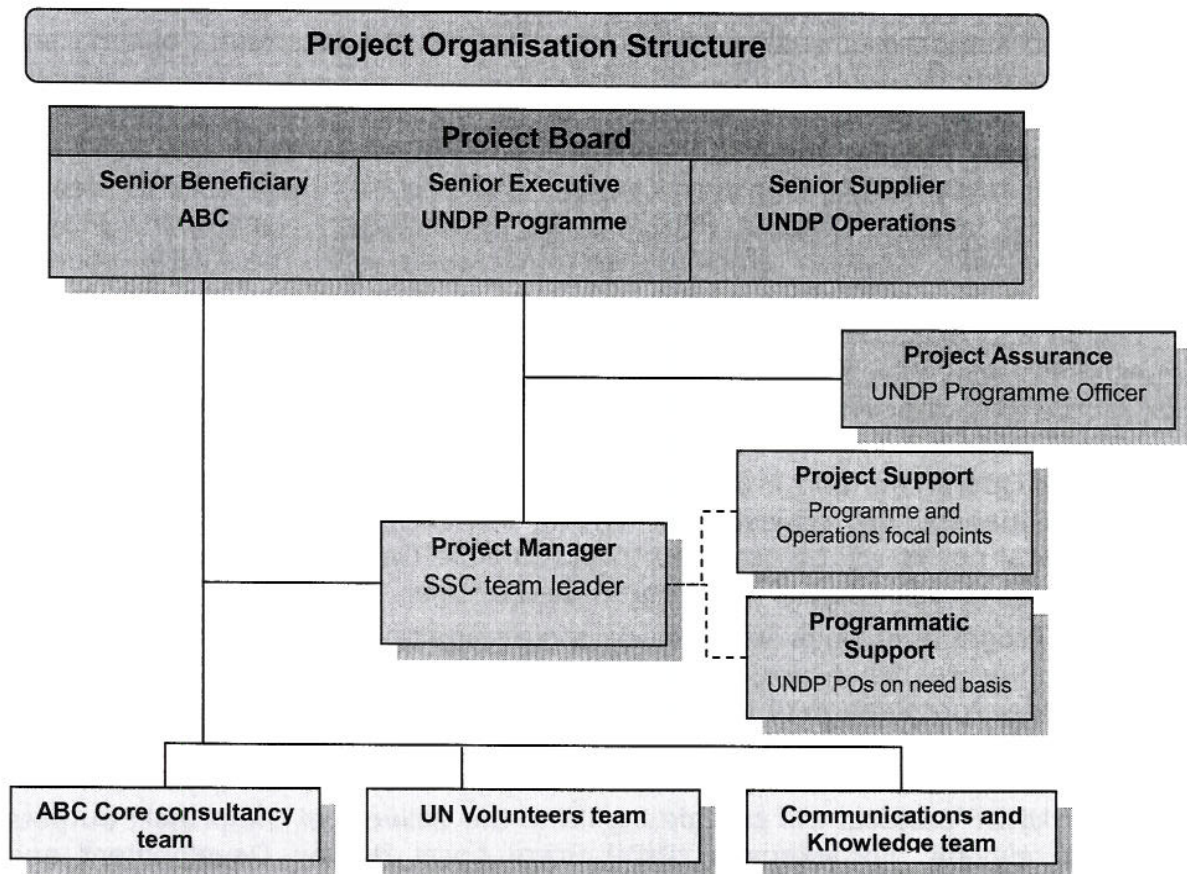 Project Organisation Structure
Project Board
Senior Beneficiary
ABC
Senior Executive
UNDP Programme
Senior Supplier
UNDP Operations
Project Assurance
UNDP Programme Officer
Project Support
Programme and
Operations focal points
Project Manager
SSC team leader
Programmatic
Support
UNDP POs on need basis
ABC Core consultancy
team
UN Volunteers team
Communications and
Knowledge team